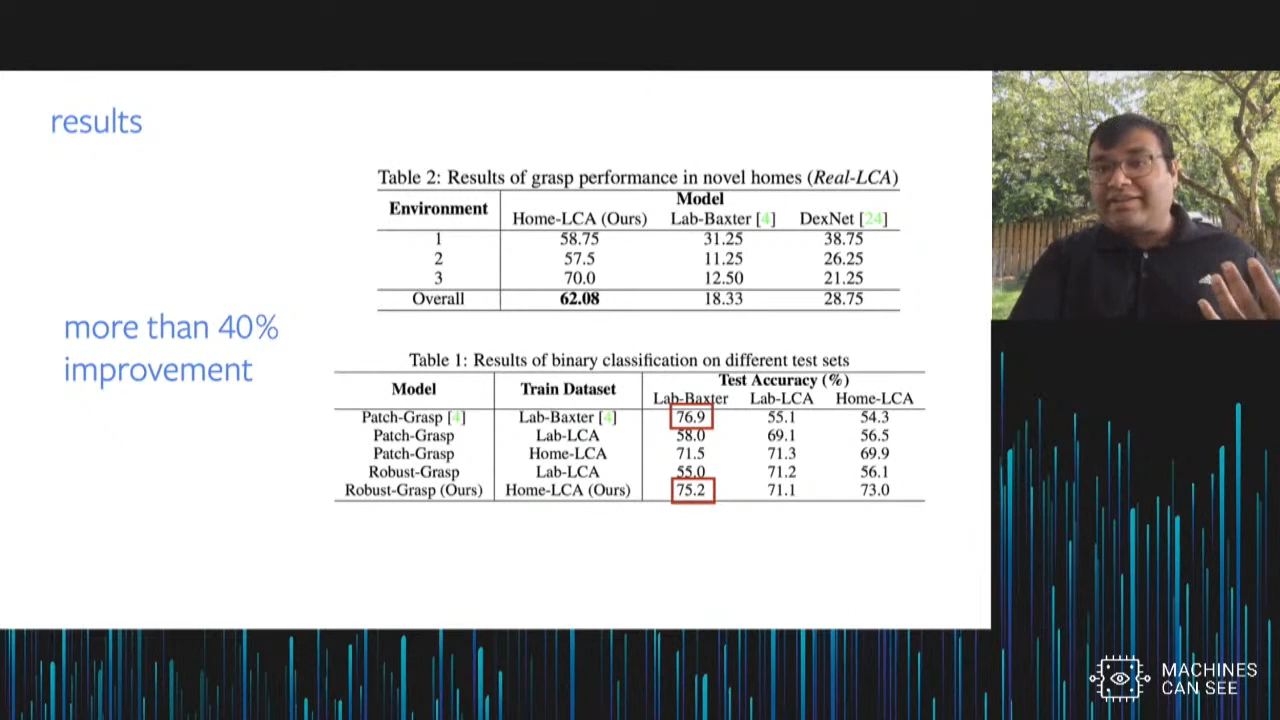 results
Table 2: Results of grasp performance in novel homes (Real-LCA)
Environment Model
Home-LCA (Ours) Lab-Baxter [4] DexNet [24]
1 58.75 31.25 38.75
2 57.5 11.25 26.25
3 70.0 12.50 21.25
Overall 62.08 18.33 28.75
more than 40%
improvement
Table 1: Results of binary classification on different test sets
Model Train Dataset Test Accuracy (%)
Lab-Baxter Lab-LCA Home-LCA
Patch-Grasp [4] Lab-Baxter [4] 76.9 55.1 54.3
Patch-Grasp Lab-LCA 58.0 69.1 56.5
Patch-Grasp Home-LCA 71.5 71.3 69.9
Robust-Grasp Lab-LCA 55.0 71.2 56.1
Robust-Grasp (Ours) Home-LCA (Ours) 75.2 71.1 73.0
MACHINES
CAN SEE